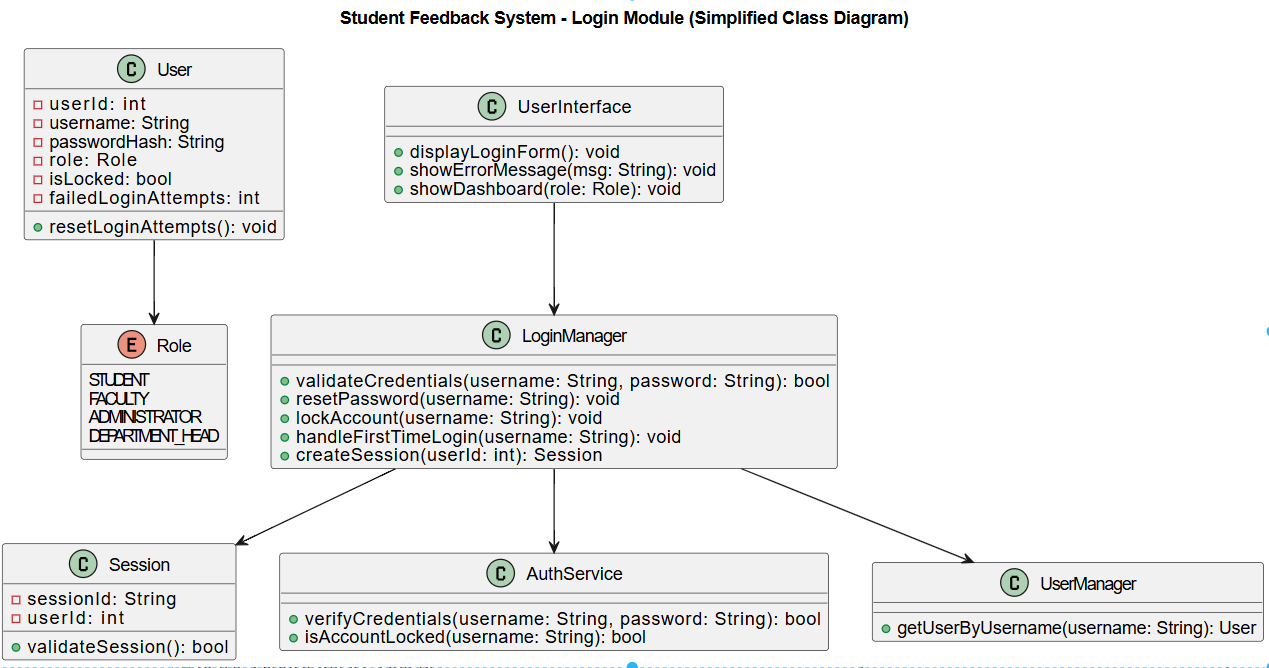 Student Feedback System - Login Module (Simplified Class Diagram)
C User
userId: int
username: String
passwordHash: String
role: Role
isLocked: bool
failedLoginAttempts: int
resetLoginAttempts(): void
C UserInterface
displayLoginForm(): void
showErrorMessage(msg: String): void
showDashboard(role: Role): void
E Role
STUDENT
FACULTY
ADMINISTRATOR
DEPARTMENT_HEAD
C LoginManager
validateCredentials(username: String, password: String): bool
resetPassword(username: String): void
lockAccount(username: String): void
handleFirstTimeLogin(username: String): void
createSession(userId: int): Session
C Session
sessionId: String
userId: int
validateSession(): bool
C AuthService
verifyCredentials(username: String, password: String): bool
isAccountLocked(username: String): bool
C UserManager
getUserByUsername(username: String): User